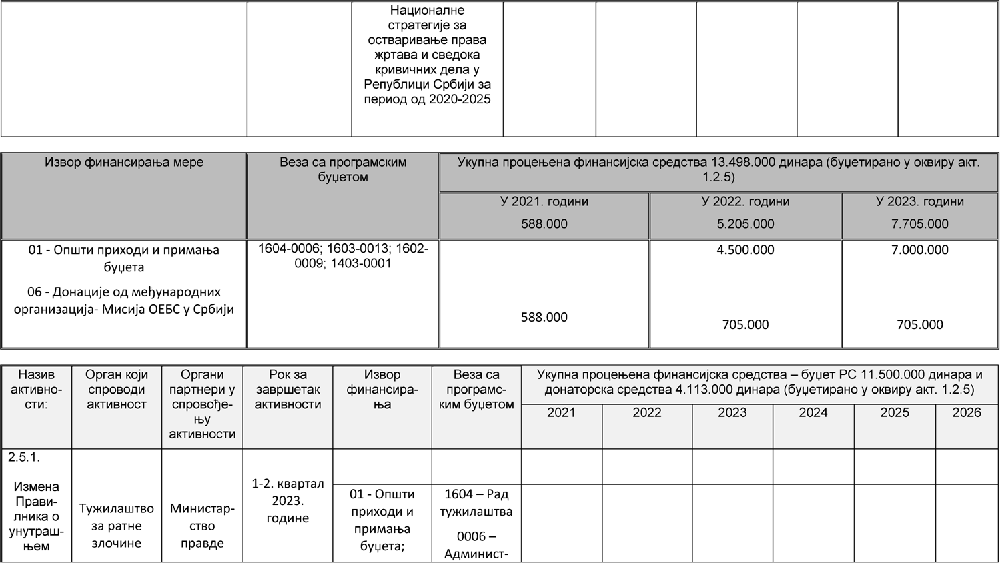 Националне
стратегије за
остваривање права
жртава и сведока
кривичних дела у
Републици Србији за
период од 2020-2025
Извор финансирања мере
Веза са програмским
буџетом
Укупна процењена финансијска средства 13.498.000 динара (буџетирано у оквиру акт.
1.2.5)
У 2021. години
588.000
У 2022. години
5.205.000
У 2023. години
7.705.000
01 - Општи приходи и примања
буџета
06 - Донације од међународних
организација- Мисија ОЕБС у Србији
1604-0006; 1603-0013; 1602-
0009; 1403-0001
588.000
4.500.000
705.000
7.000.000
705.000
Назив
активно-
сти:
Орган који
спроводи
активност
Органи
партнери у
спровође-
њу
активности
Рок за
завршетак
активности
Извор
финансира-
ња
Веза са
програмс-
ким буџетом
Укупна процењена финансијска средства – буџет РС 11.500.000 динара и
донаторска средства 4.113.000 динара (буџетирано у оквиру акт. 1.2.5)
2021
2022
2023
2024
2025
2026
2.5.1.
Измена
Прави-
лника о
унутраш-
њем
Тужилаштво
за ратне
злочине
Министар-
ство
правде
1-2. квартал
2023.
године
01 - Општи
приходи и
примања
буџета;
1604 – Рад
тужилаштва
0006 –
Админист-